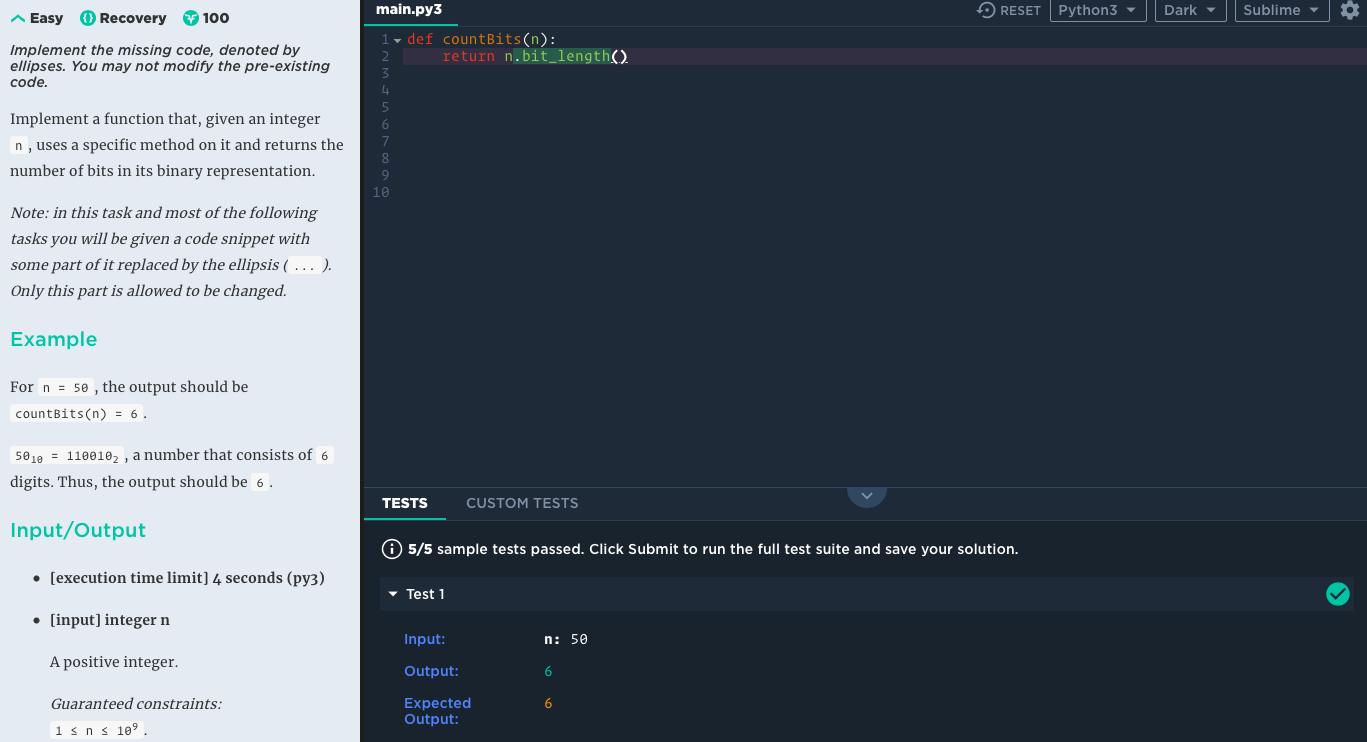 Easy Recovery 100
Implement the missing code, denoted by
ellipses. You may not modify the pre-existing
code.
Implement a function that, given an integer
n , uses a specific method on it and returns the
number of bits in its binary representation.
Note: in this task and most of the following
tasks you will be given a code snippet with
some part of it replaced by the ellipsis ( ... ).
Only this part is allowed to be changed.
Example
For n = 50 , the output should be
countBits(n) = 6 .
50₁₀ = 110010₂ , a number that consists of 6
digits. Thus, the output should be 6 .
Input/Output
• [execution time limit] 4 seconds (py3)
• [input] integer n
A positive integer.
Guaranteed constraints:
1 ≤ n ≤ 10⁹ .
main.py3
RESET Python3 Dark Sublime
1 def countBits(n):
2     return n.bit_length()
3
4
5
6
7
8
9
10
TESTS CUSTOM TESTS
5/5 sample tests passed. Click Submit to run the full test suite and save your solution.
Test 1
Input: n: 50
Output: 6
Expected 6
Output: